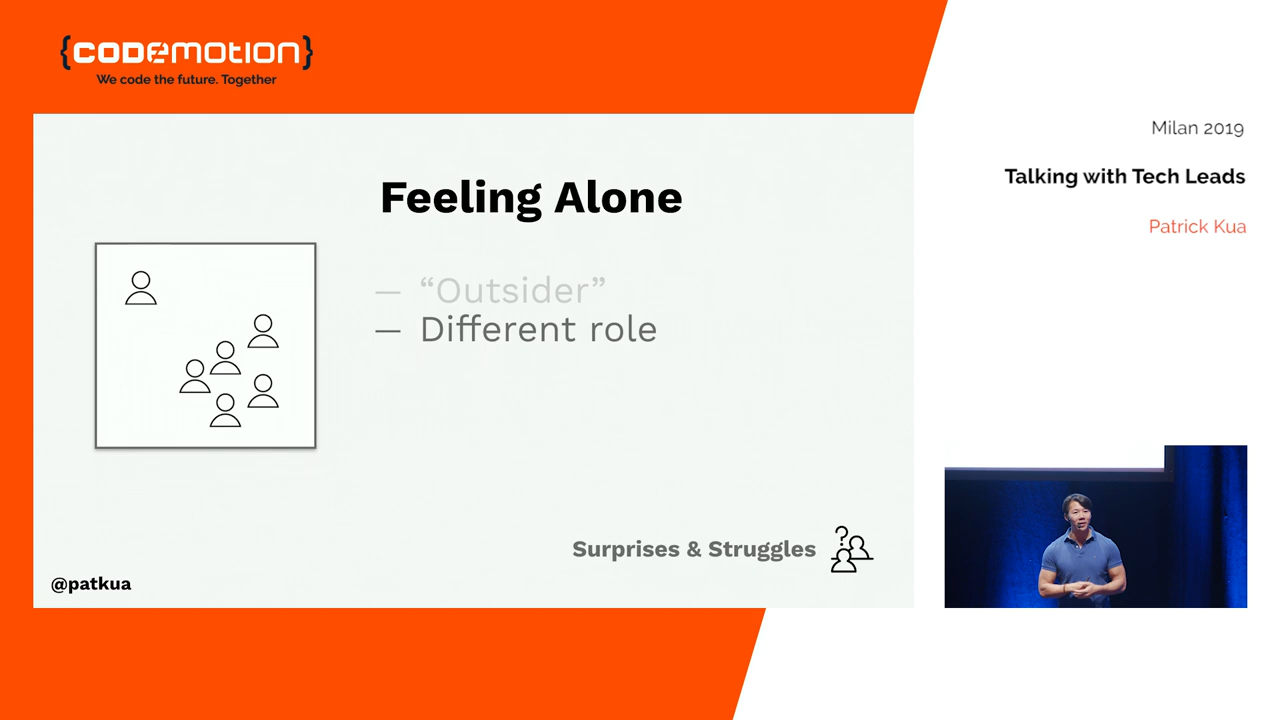 {CODEMOTION}
We code the future. Together
Milan 2019
Talking with Tech Leads
Patrick Kua
Feeling Alone
— “Outsider”
— Different role
Surprises & Struggles
?
@patkua